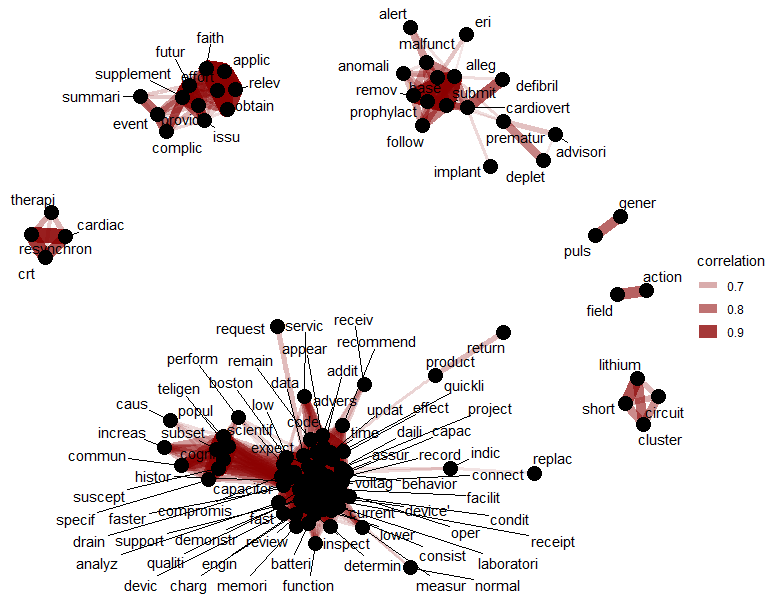 alert
eri
faith
futur
malfunct
applic
supplement
effort
anomali
alleg
relev
remov
base
defibril
summari
obtain
submit
event
provid
prophylact
cardiovert
issu
follow
prematur
complic
advisori
implant
deplet
therapi
cardiac
gener
resynchron
puls
crt
correlation
action
0.7
field
0.8
0.9
request
servic
receiv
appear
recommend
return
perform
remain
product
lithium
teligen
boston
data
addit
quickli
caus
popul
low
advers
short
circuit
increas
subset
scientif
code
updat
effect
project
cluster
time
daili
capac
commun
cogni
expect
assur
record
indic
replac
histor
connect
suscept
capacitor
voltag
behavior
facilit
specif
faster
compromis
fast
current
device'
condit
drain
support
demonstr
lower
oper
receipt
analyz
qualiti
review
inspect
consist
laboratori
engin
batteri
determin
devic
charg
memori
function
measur
normal